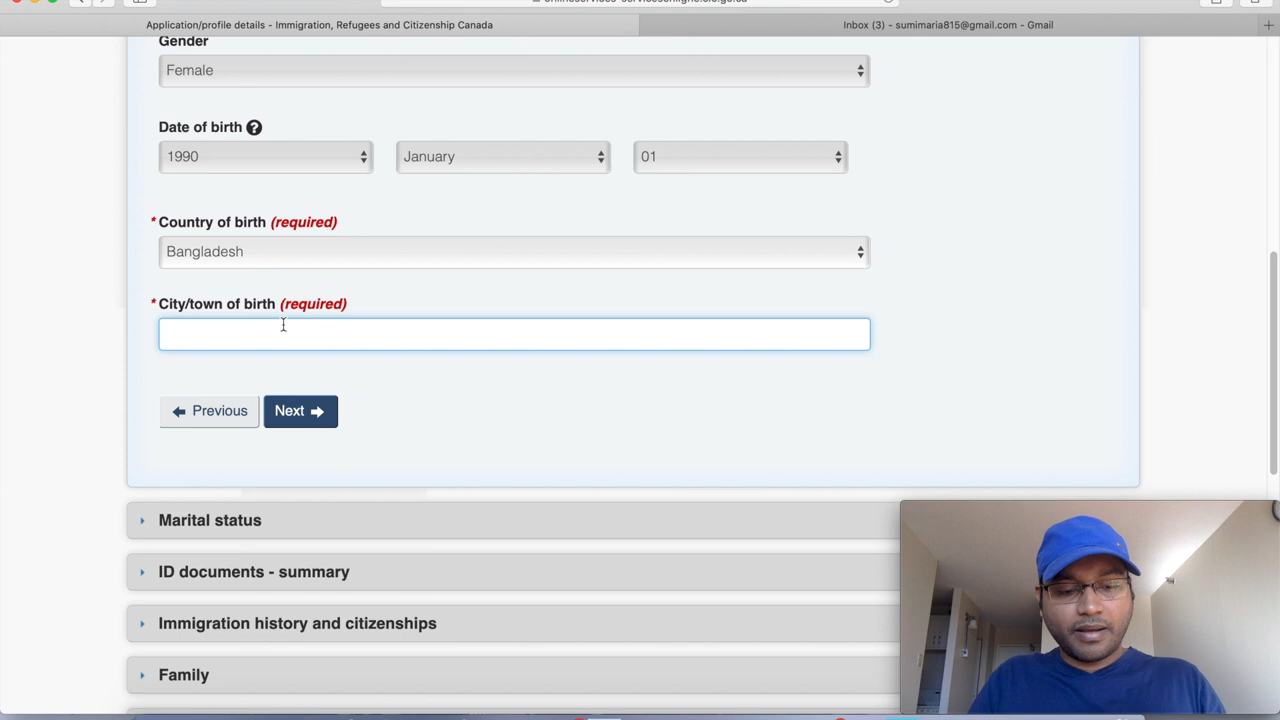 Application/profile details - Immigration, Refugees and Citizenship Canada
Inbox (3) - sumimaria815@gmail.com - Gmail
Gender
Female
Date of birth ?
1990 January 01
* Country of birth (required)
Bangladesh
* City/town of birth (required)
Previous Next
Marital status
ID documents - summary
Immigration history and citizenships
Family